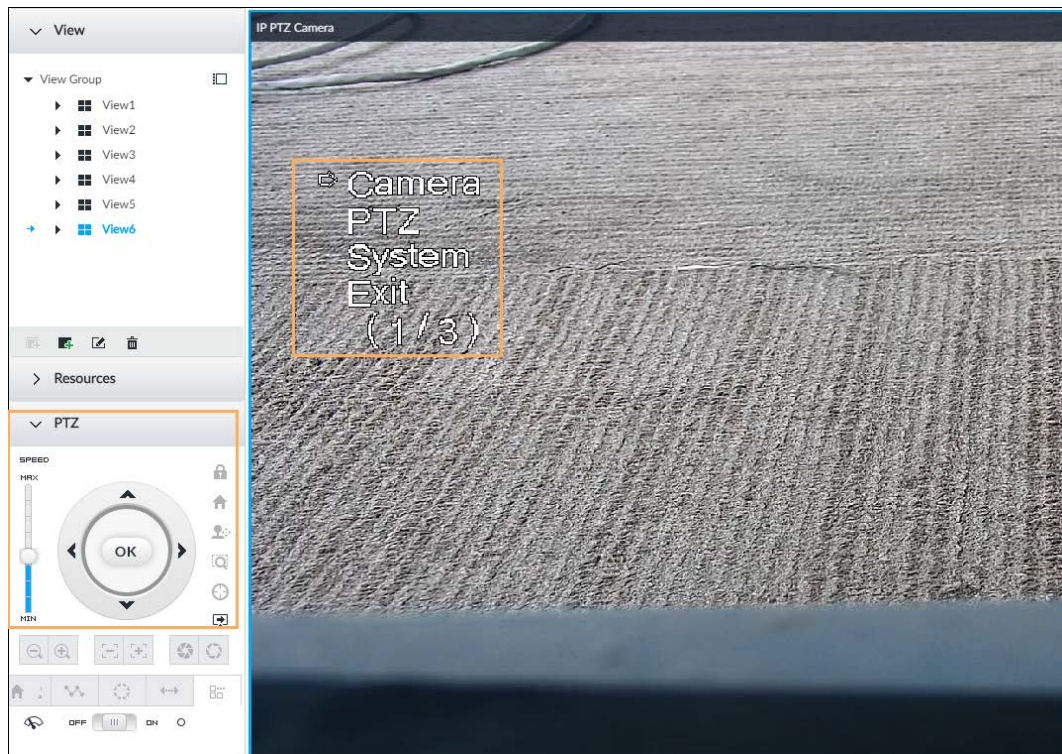 View
View Group
View1
View2
View3
View4
View5
View6
Resources
PTZ
SPEED
MAX
OK
MIN
OFF
ON
IP PTZ Camera
Camera
PTZ
System
Exit
(1/3)